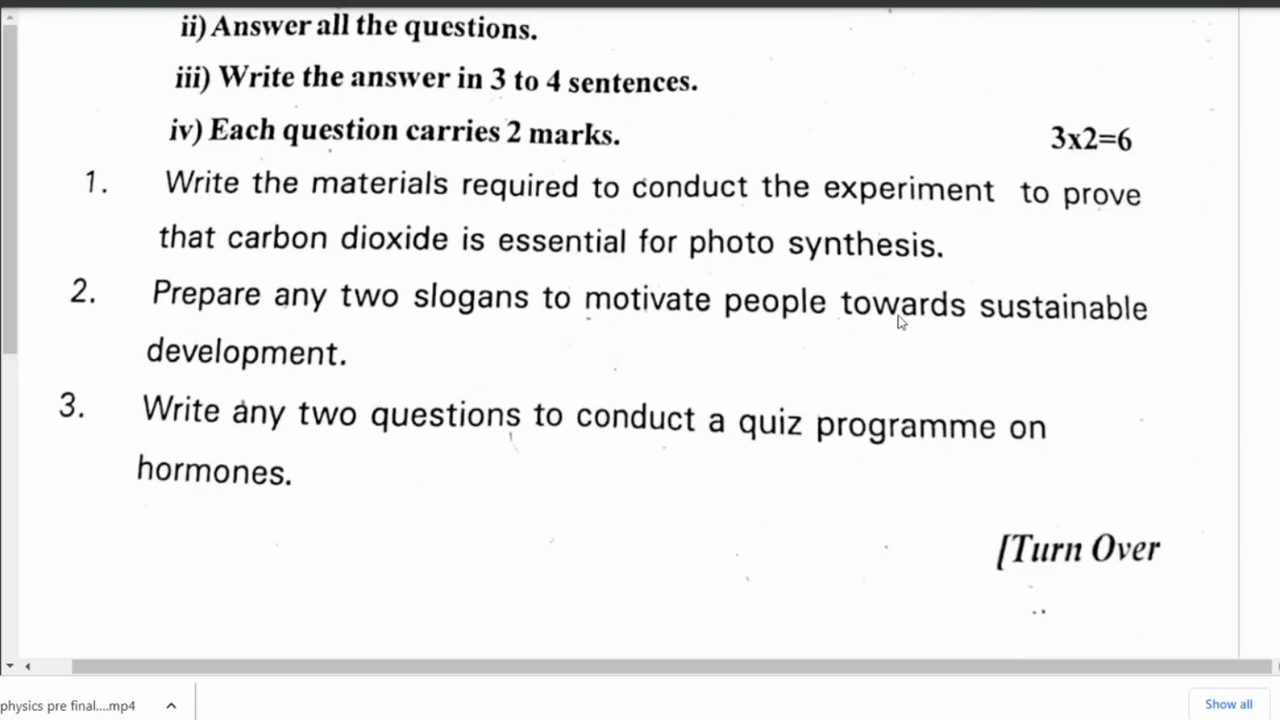 ii) Answer all the questions.
iii) Write the answer in 3 to 4 sentences.
iv) Each question carries 2 marks. 3x2=6
1. Write the materials required to conduct the experiment to prove
that carbon dioxide is essential for photo synthesis.
2. Prepare any two slogans to motivate people towards sustainable
development.
3. Write any two questions to conduct a quiz programme on
hormones.
[Turn Over
physics pre final....mp4
Show all